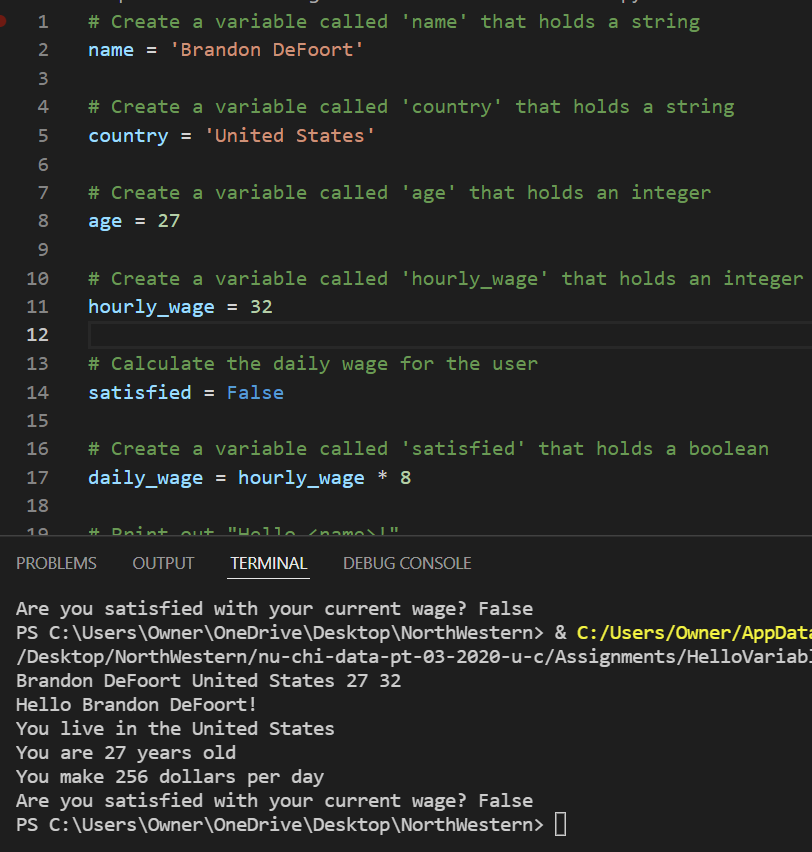 1 # Create a variable called 'name' that holds a string
2 name = 'Brandon DeFoort'
3
4 # Create a variable called 'country' that holds a string
5 country = 'United States'
6
7 # Create a variable called 'age' that holds an integer
8 age = 27
9
10 # Create a variable called 'hourly_wage' that holds an integer
11 hourly_wage = 32
12
13 # Calculate the daily wage for the user
14 satisfied = False
15
16 # Create a variable called 'satisfied' that holds a boolean
17 daily_wage = hourly_wage * 8
18
19 # Print out "Hello <name>!"
PROBLEMS OUTPUT TERMINAL DEBUG CONSOLE
Are you satisfied with your current wage? False
PS C:\Users\Owner\OneDrive\Desktop\NorthWestern> & C:/Users/Owner/AppData
/Desktop/NorthWestern/nu-chi-data-pt-03-2020-u-c/Assignments/HelloVariabl
Brandon DeFoort United States 27 32
Hello Brandon DeFoort!
You live in the United States
You are 27 years old
You make 256 dollars per day
Are you satisfied with your current wage? False
PS C:\Users\Owner\OneDrive\Desktop\NorthWestern>